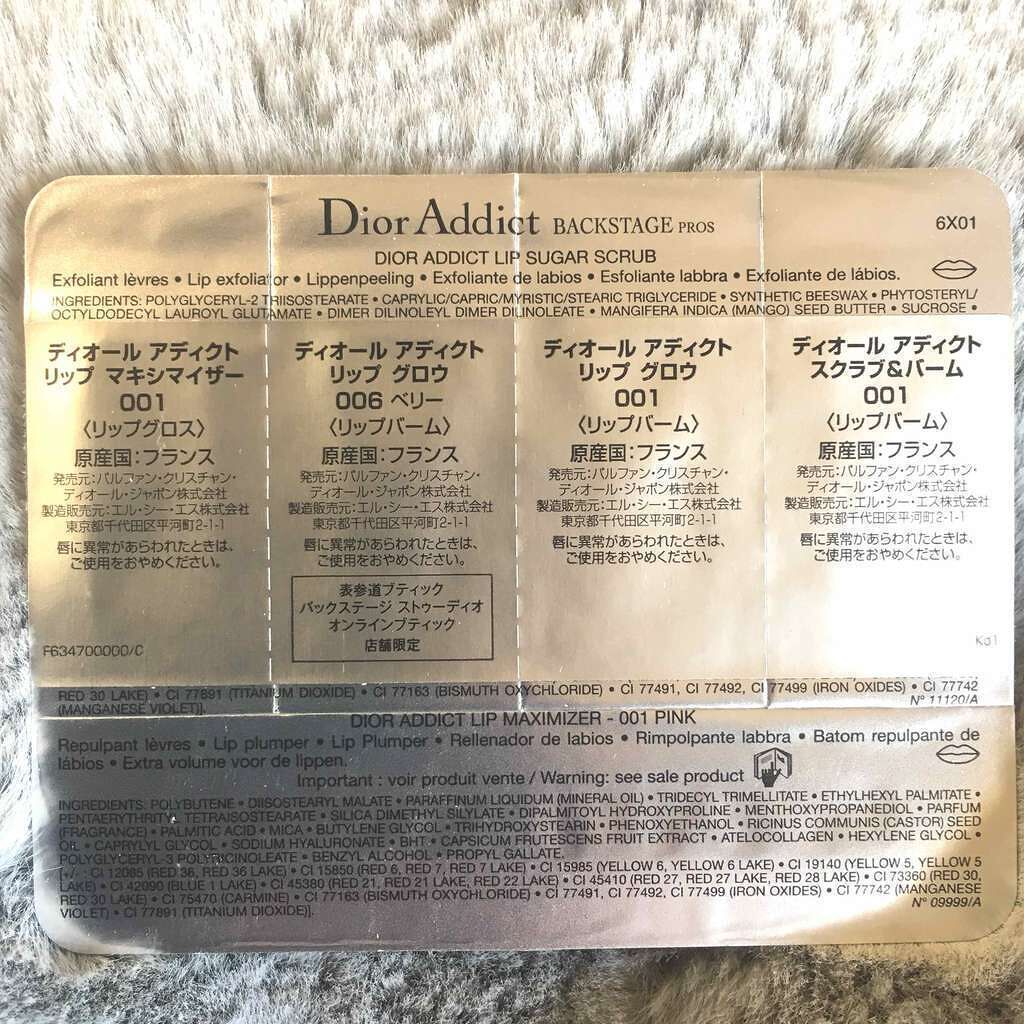 Dior Addict BACKSTAGE PROS
6X01
DIOR ADDICT LIP SUGAR SCRUB
Exfoliant lèvres • Lip exfoliator • Lippenpeeling • Exfoliante de labios • Esfoliante labbra • Exfoliante de lábios.
INGREDIENTS: POLYGLYCERYL-2 TRIISOSTEARATE • CAPRYLIC/CAPRIC/MYRISTIC/STEARIC TRIGLYCERIDE • SYNTHETIC BEESWAX • PHYTOSTERYL/
OCTYLDODECYL LAUROYL GLUTAMATE • DIMER DILINOLEYL DIMER DILINOLEATE • MANGIFERA INDICA (MANGO) SEED BUTTER • SUCROSE •
ディオール アディクト
リップ マキシマイザー
001
〈リップグロス〉
原産国:フランス
発売元:パルファン・クリスチャン・
ディオール・ジャポン株式会社
製造販売元:エル・シー・エス株式会社
東京都千代田区平河町2-1-1
唇に異常があらわれたときは、
ご使用をおやめください。
F634700000/C
ディオール アディクト
リップ グロウ
006 ベリー
〈リップバーム〉
原産国:フランス
発売元:パルファン・クリスチャン・
ディオール・ジャポン株式会社
製造販売元:エル・シー・エス株式会社
東京都千代田区平河町2-1-1
唇に異常があらわれたときは、
ご使用をおやめください。
表参道ブティック
バックステージ ストゥーディオ
オンラインブティック
店舗限定
ディオール アディクト
リップ グロウ
001
〈リップバーム〉
原産国:フランス
発売元:パルファン・クリスチャン・
ディオール・ジャポン株式会社
製造販売元:エル・シー・エス株式会社
東京都千代田区平河町2-1-1
唇に異常があらわれたときは、
ご使用をおやめください。
ディオール アディクト
スクラブ&バーム
001
〈リップバーム〉
原産国:フランス
発売元:パルファン・クリスチャン・
ディオール・ジャポン株式会社
製造販売元:エル・シー・エス株式会社
東京都千代田区平河町2-1-1
唇に異常があらわれたときは、
ご使用をおやめください。
Ko1
RED 30 LAKE) • CI 77891 (TITANIUM DIOXIDE) • CI 77163 (BISMUTH OXYCHLORIDE) • CI 77491, CI 77492, CI 77499 (IRON OXIDES) • CI 77742
(MANGANESE VIOLET)].
N° 11120/A
DIOR ADDICT LIP MAXIMIZER - 001 PINK
Repulpant lèvres • Lip plumper • Lip Plumper • Rellenador de labios • Rimpolpante labbra • Batom repulpante de
lábios • Extra volume voor de lippen.
Important : voir produit vente / Warning: see sale product
INGREDIENTS: POLYBUTENE • DIISOSTEARYL MALATE • PARAFFINUM LIQUIDUM (MINERAL OIL) • TRIDECYL TRIMELLITATE • ETHYLHEXYL PALMITATE •
PENTAERYTHRITYL TETRAISOSTEARATE • SILICA DIMETHYL SILYLATE • DIPALMITOYL HYDROXYPROLINE • MENTHOXYPROPANEDIOL • PARFUM
(FRAGRANCE) • PALMITIC ACID • MICA • BUTYLENE GLYCOL • TRIHYDROXYSTEARIN • PHENOXYETHANOL • RICINUS COMMUNIS (CASTOR) SEED
OIL • CAPRYLYL GLYCOL • SODIUM HYALURONATE • BHT • CAPSICUM FRUTESCENS FRUIT EXTRACT • ATELOCOLLAGEN • HEXYLENE GLYCOL •
POLYGLYCERYL-3 POLYRICINOLEATE • BENZYL ALCOHOL • PROPYL GALLATE.
[+/- CI 12085 (RED 36, RED 36 LAKE) • CI 15850 (RED 6, RED 7, RED 7 LAKE) • CI 15985 (YELLOW 6, YELLOW 6 LAKE) • CI 19140 (YELLOW 5, YELLOW 5
LAKE) • CI 42090 (BLUE 1 LAKE) • CI 45380 (RED 21, RED 21 LAKE, RED 22 LAKE) • CI 45410 (RED 27, RED 27 LAKE, RED 28 LAKE) • CI 73360 (RED 30,
RED 30 LAKE) • CI 75470 (CARMINE) • CI 77163 (BISMUTH OXYCHLORIDE) • CI 77491, CI 77492, CI 77499 (IRON OXIDES) • CI 77742 (MANGANESE
VIOLET) • CI 77891 (TITANIUM DIOXIDE)].
N° 09999/A